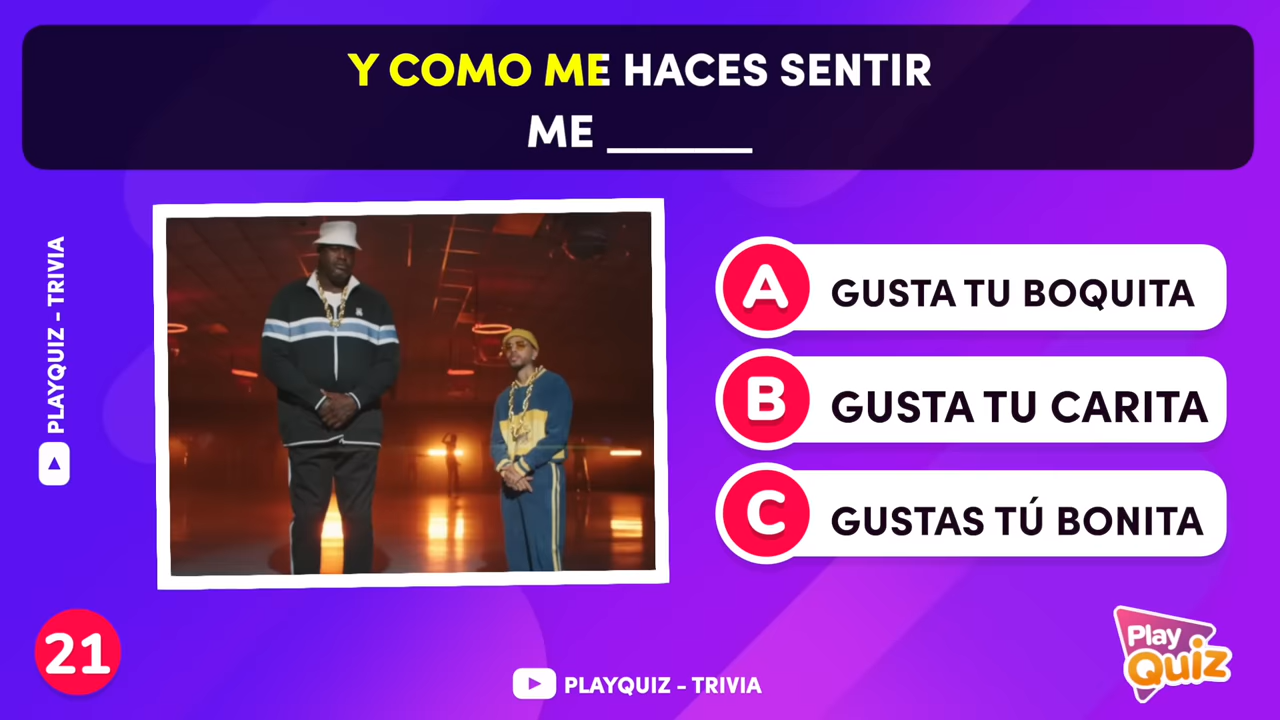 Y COMO ME HACES SENTIR
ME ______
PLAYQUIZ - TRIVIA
A GUSTA TU BOQUITA
B GUSTA TU CARITA
C GUSTAS TÚ BONITA
21
PLAYQUIZ - TRIVIA
Play
Quiz